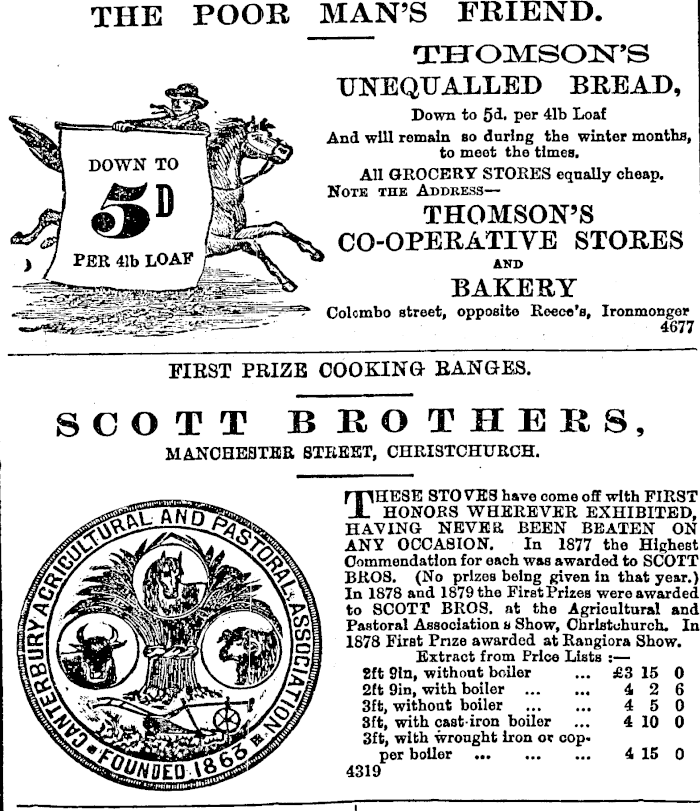 THE POOR MAN'S FRIEND.
DOWN TO
5D
PER 4lb LOAF
THOMSON'S
UNEQUALLED BREAD,
Down to 5d. per 4lb Loaf
And will remain so during the winter months,
to meet the times.
All GROCERY STORES equally cheap.
NOTE THE ADDRESS—
THOMSON'S
CO-OPERATIVE STORES
AND
BAKERY
Colombo street, opposite Reece's, Ironmonger
4677
FIRST PRIZE COOKING RANGES.
SCOTT BROTHERS,
MANCHESTER STREET, CHRISTCHURCH.
CANTERBURY AGRICULTURAL AND PASTORAL ASSOCIATION
FOUNDED 1863
THESE STOVES have come off with FIRST
HONORS WHEREVER EXHIBITED,
HAVING NEVER BEEN BEATEN ON
ANY OCCASION. In 1877 the Highest
Commendation for each was awarded to SCOTT
BROS. (No prizes being given in that year.)
In 1878 and 1879 the First Prizes were awarded
to SCOTT BROS. at the Agricultural and
Pastoral Association s Show, Christchurch. In
1878 First Prize awarded at Rangiora Show.
Extract from Price Lists :—
2ft 9in, without boiler ... £3 15 0
2ft 9in, with boiler ... ... 4 2 6
3ft, without boiler ... ... 4 5 0
3ft, with cast-iron boiler ... 4 10 0
3ft, with wrought iron or cop-
per boiler ... ... ... 4 15 0
4319